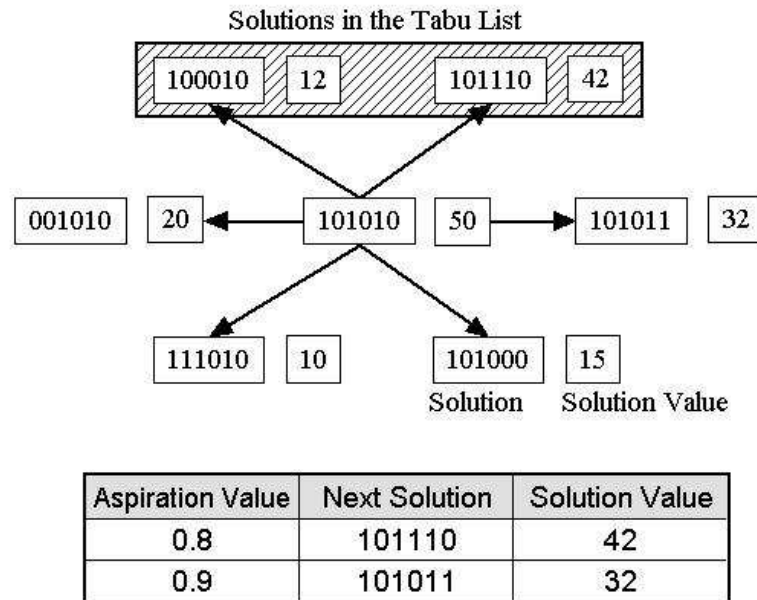 Solutions in the Tabu List
100010 12 101110 42
001010 20 101010 50 101011 32
111010 10 101000 15
Solution Solution Value
Aspiration Value Next Solution Solution Value
0.8 101110 42
0.9 101011 32